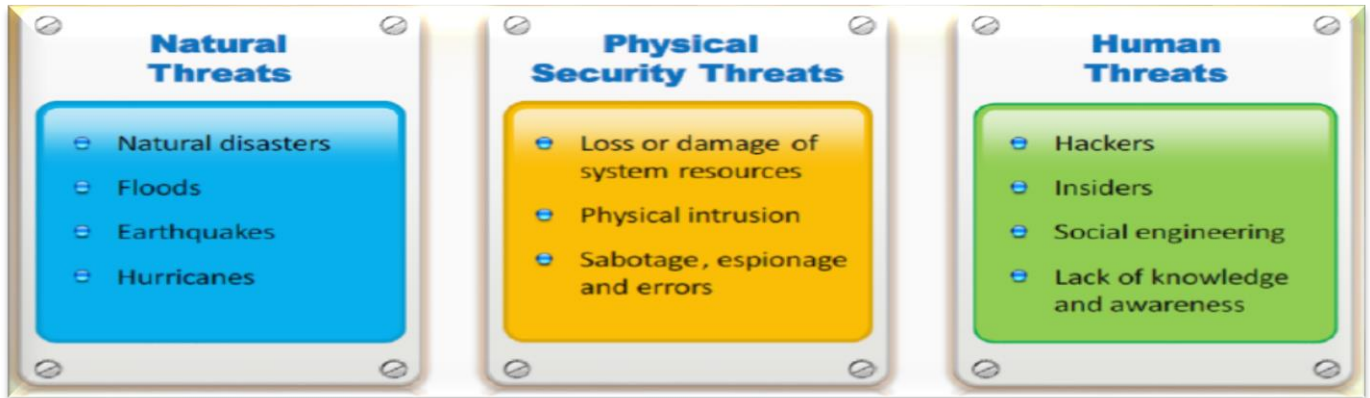 Natural
Threats
Natural disasters
Floods
Earthquakes
Hurricanes
Physical
Security Threats
Loss or damage of
system resources
Physical intrusion
Sabotage, espionage
and errors
Human
Threats
Hackers
Insiders
Social engineering
Lack of knowledge
and awareness